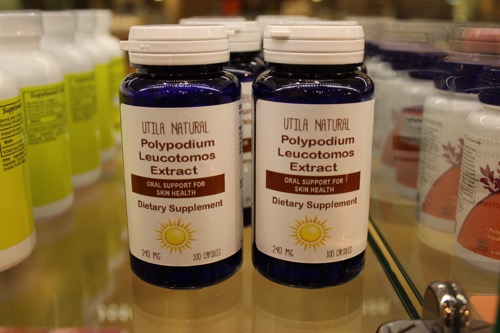 UTILA NATURAL
Polypodium
Leucotomos
Extract
ORAL SUPPORT FOR
SKIN HEALTH
Dietary Supplement
240 MG 100 CAPSULES
UTILA NATURAL
Polypodium
Leucotomos
Extract
ORAL SUPPORT FOR
SKIN HEALTH
Dietary Supplement
240 MG 100 CAPSULES